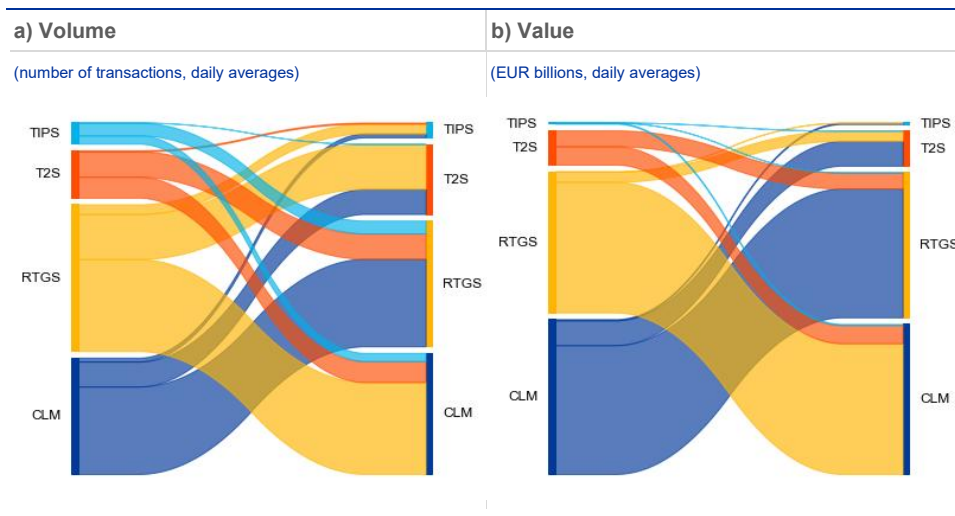 a) Volume
(number of transactions, daily averages)
TIPS
T2S
RTGS
CLM
TIPS
T2S
RTGS
CLM
b) Value
(EUR billions, daily averages)
TIPS
T2S
RTGS
CLM
TIPS
T2S
RTGS
CLM